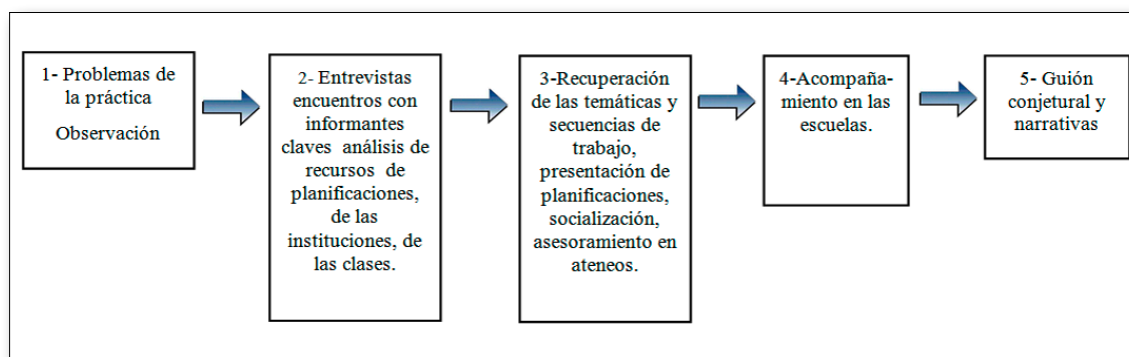 1- Problemas de
la práctica
Observación
2- Entrevistas
encuentros con
informantes
claves análisis de
recursos de
planificaciones,
de las
instituciones, de
las clases.
3-Recuperación
de las temáticas y
secuencias de
trabajo,
presentación de
planificaciones,
socialización,
asesoramiento en
ateneos.
4-Acompaña-
miento en las
escuelas.
5- Guión
conjetural y
narrativas